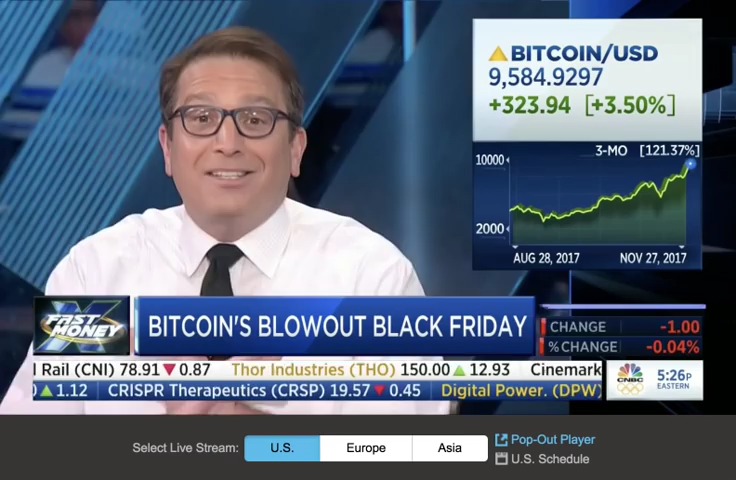 BITCOIN/USD
9,584.9297
+323.94 [+3.50%]
3-MO [121.37%]
10000
2000
AUG 28, 2017 NOV 27, 2017
FAST MONEY
BITCOIN'S BLOWOUT BLACK FRIDAY
CHANGE -1.00
% CHANGE -0.04%
Rail (CNI) 78.91▼0.87 Thor Industries (THO) 150.00▲12.93 Cinemark
)▲1.12 CRISPR Therapeutics (CRSP) 19.57▼0.45 Digital Power. (DPW)
CNBC
5:26P
EASTERN
Select Live Stream: U.S. Europe Asia
Pop-Out Player
U.S. Schedule